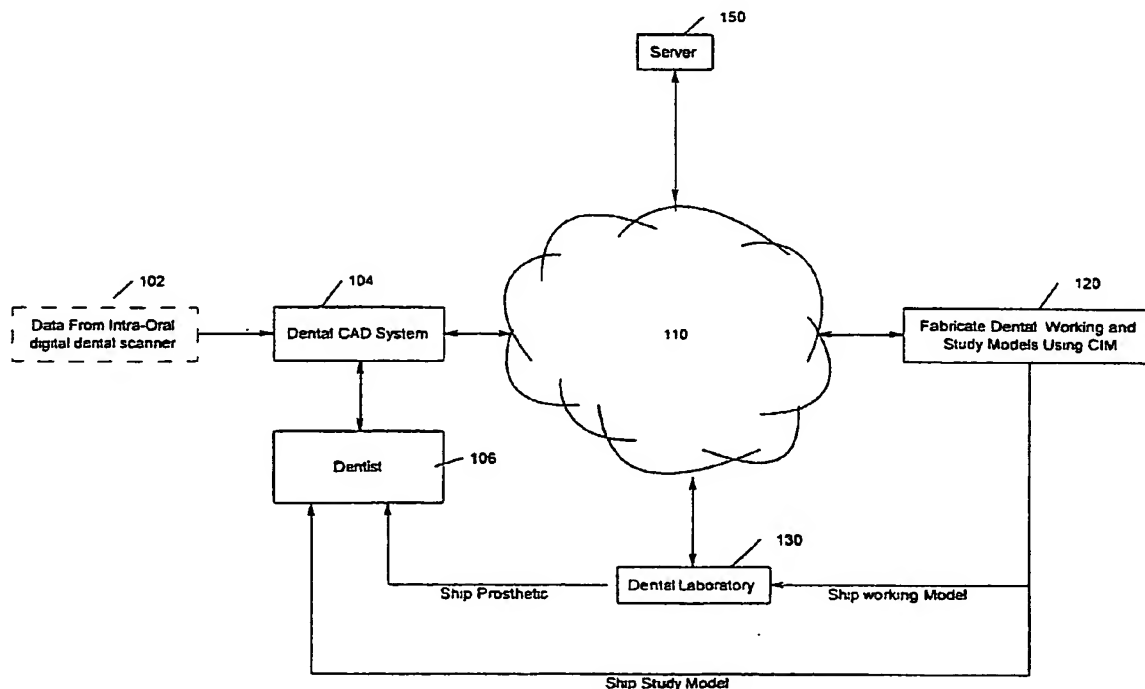 150
Server
102
Data From Intra-Oral
digital dental scanner
104
Dental CAD System
110
120
Fabricate Dental Working and
Study Models Using CIM
Dentist
106
130
Dental Laboratory
Ship Prosthetic
Ship working Model
Ship Study Model